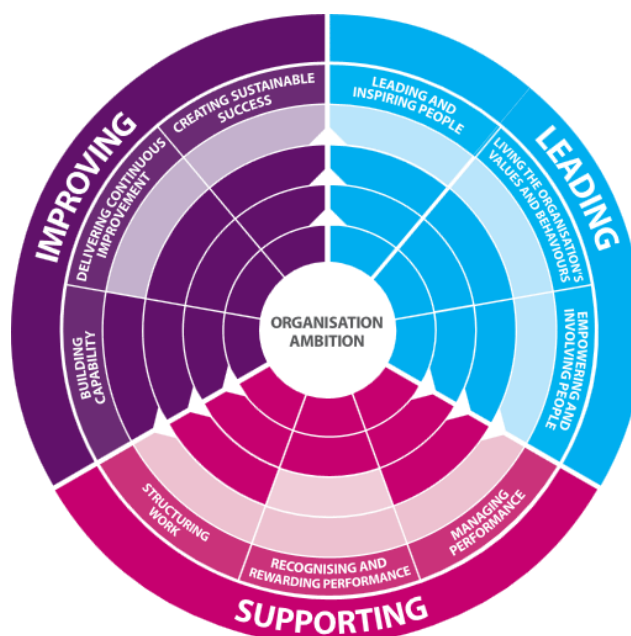 IMPROVING
CREATING SUSTAINABLE
SUCCESS
DELIVERING CONTINUOUS
IMPROVEMENT
BUILDING
CAPABILITY
LEADING
LEADING AND
INSPIRING PEOPLE
LIVING THE ORGANISATION'S
VALUES AND BEHAVIOURS
EMPOWERING AND
INVOLVING PEOPLE
ORGANISATION
AMBITION
STRUCTURING
WORK
RECOGNISING AND
REWARDING PERFORMANCE
MANAGING
PERFORMANCE
SUPPORTING